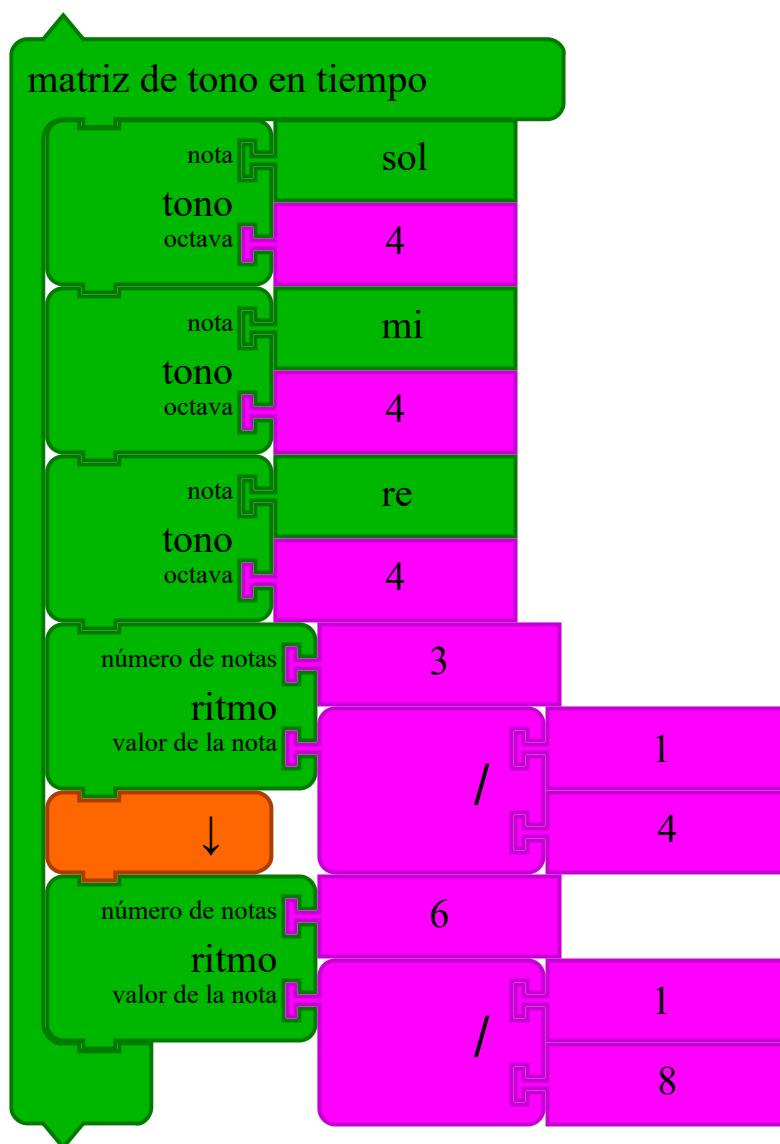 matriz de tono en tiempo
nota sol
tono
octava 4
nota mi
tono
octava 4
nota re
tono
octava 4
número de notas 3
ritmo
valor de la nota 1
/
↓ 4
número de notas 6
ritmo
valor de la nota 1
/
8